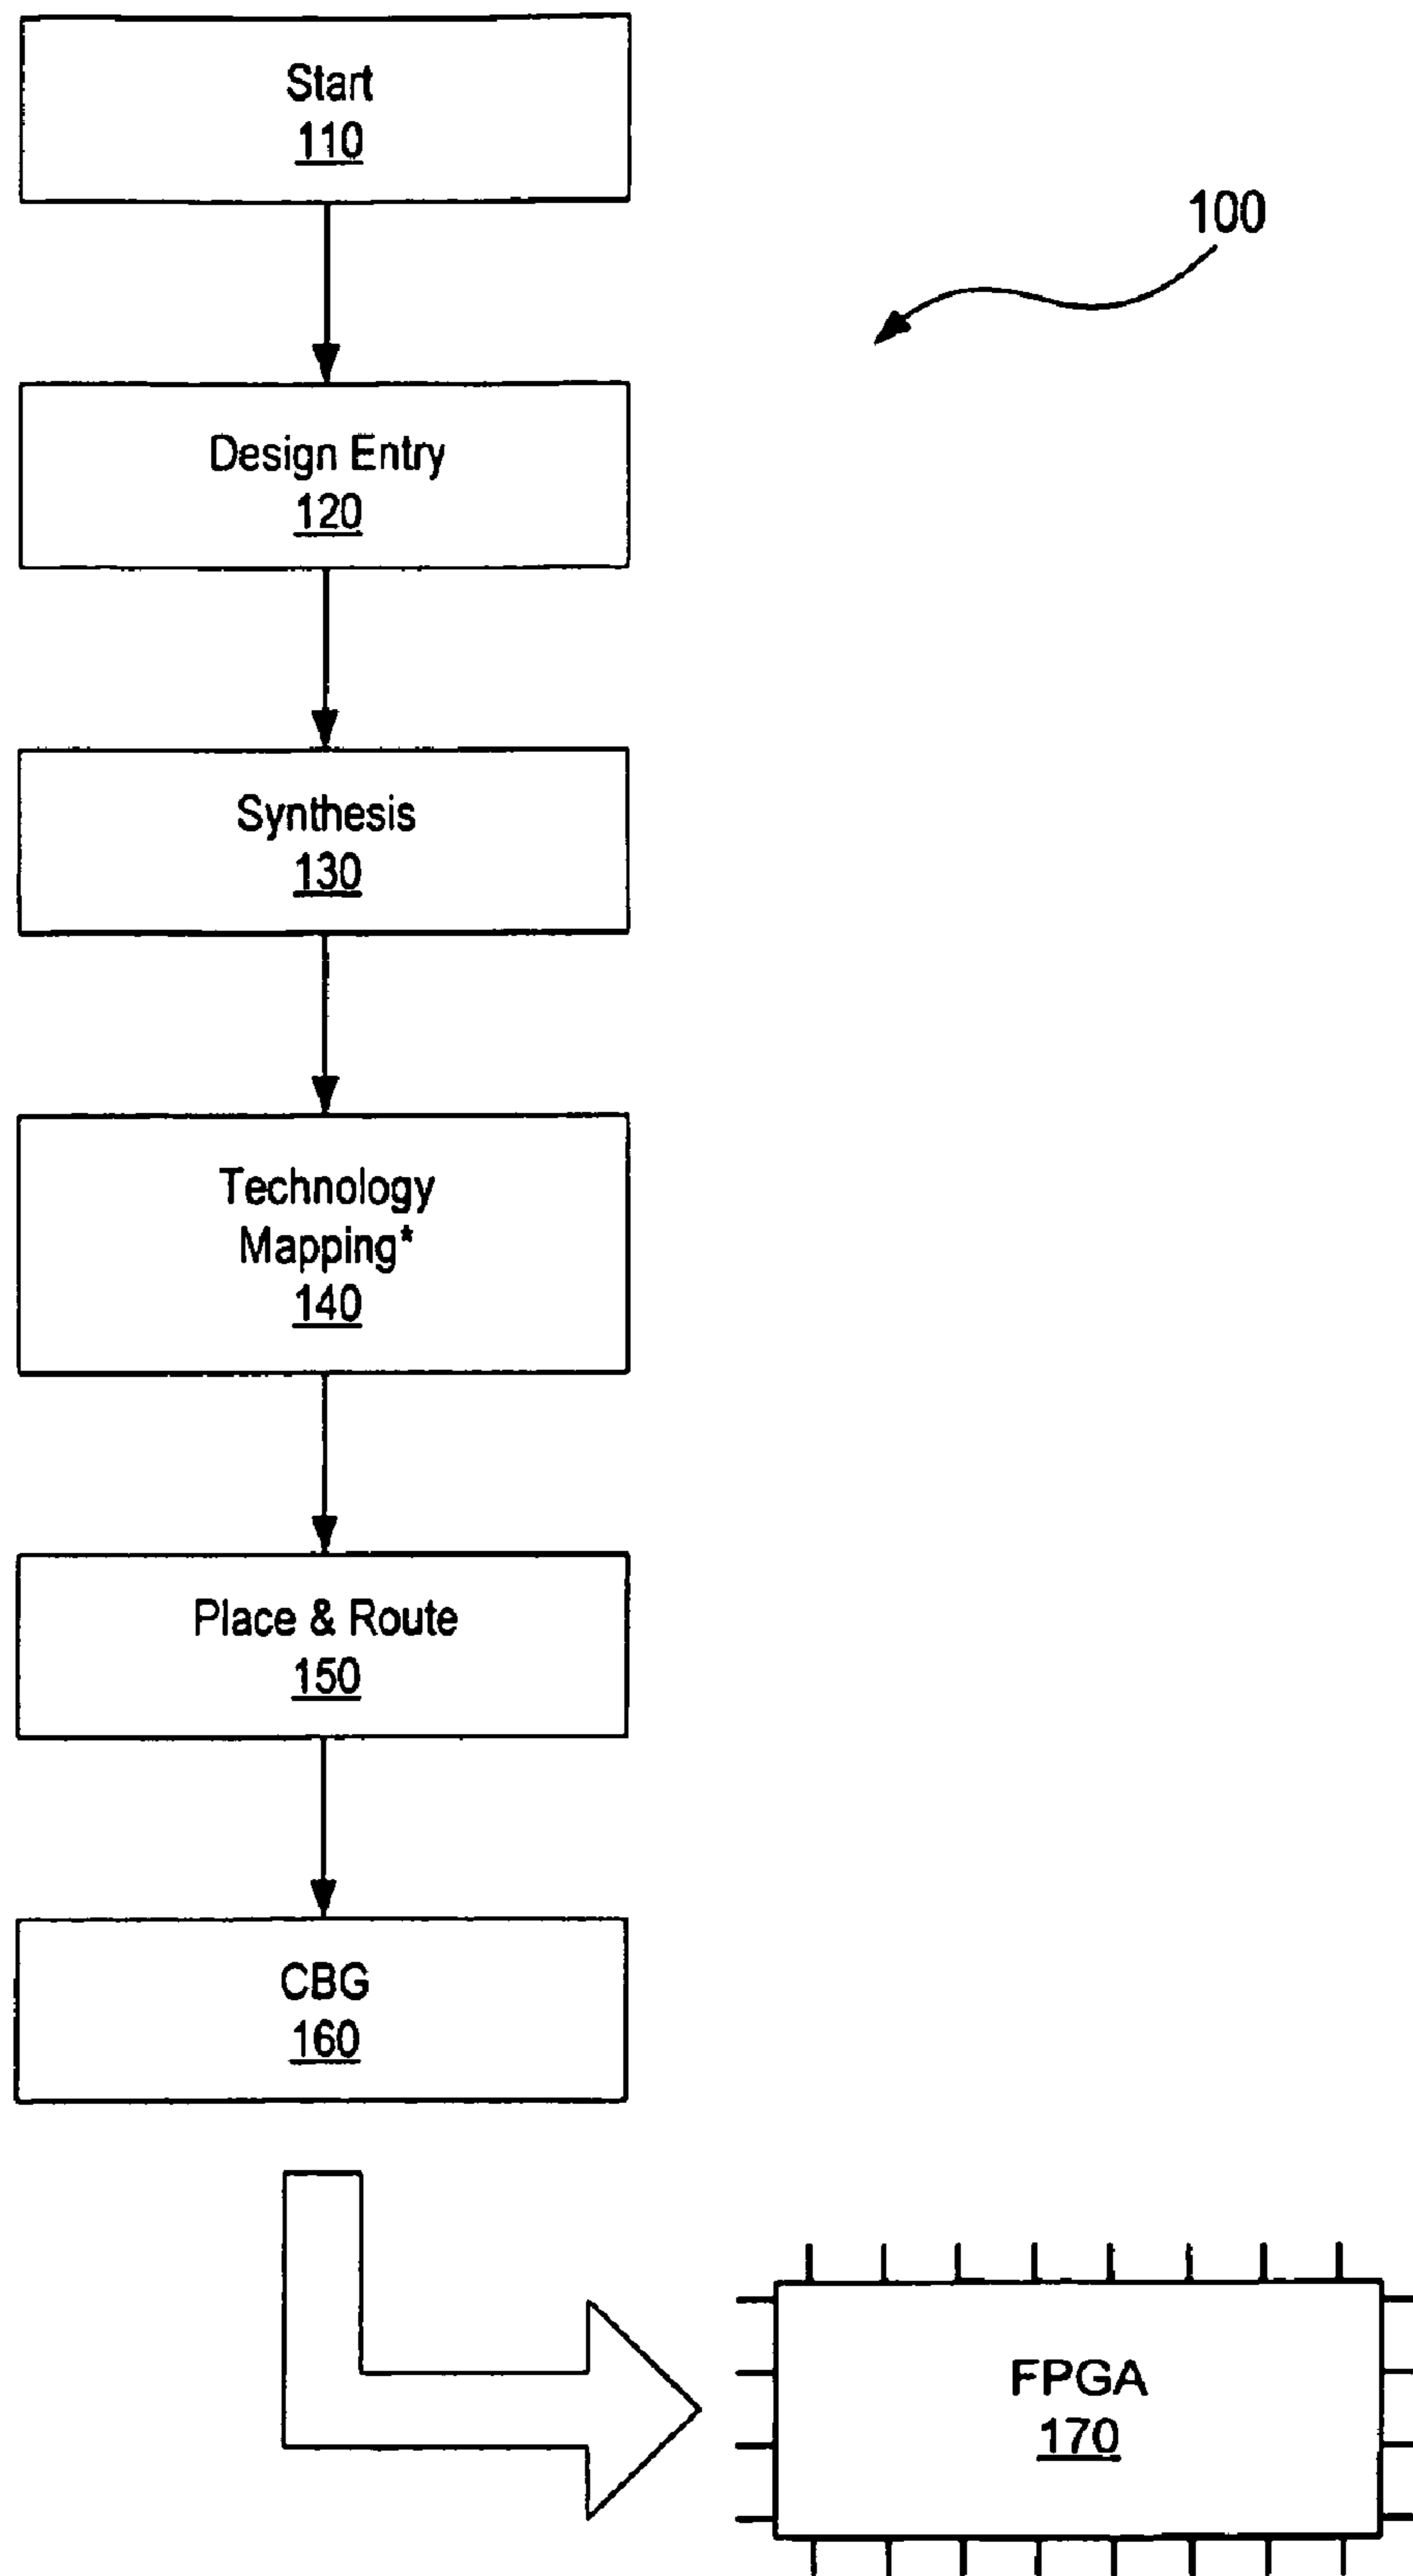 Start
110
100
Design Entry
120
Synthesis
130
Technology
Mapping*
140
Place & Route
150
CBG
160
FPGA
170